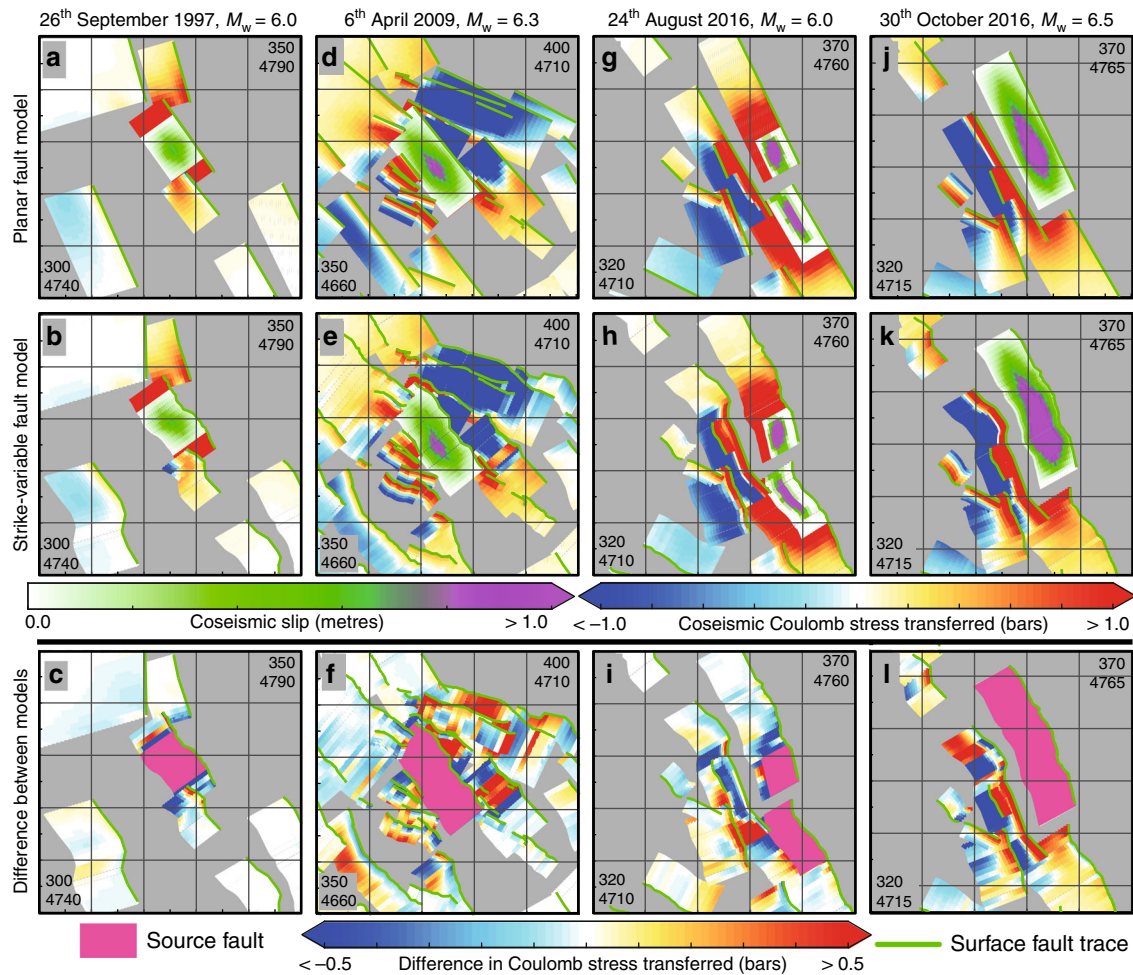 26th September 1997, Mw = 6.0
6th April 2009, Mw = 6.3
24th August 2016, Mw = 6.0
30th October 2016, Mw = 6.5
Planar fault model
a
350
4790
300
4740
d
400
4710
350
4660
g
370
4760
320
4710
j
370
4765
320
4715
Strike-variable fault model
b
350
4790
300
4740
e
400
4710
350
4660
h
370
4760
320
4710
k
370
4765
320
4715
0.0
Coseismic slip (metres)
> 1.0
< −1.0
Coseismic Coulomb stress transferred (bars)
> 1.0
Difference between models
c
350
4790
300
4740
f
400
4710
350
4660
i
370
4760
320
4710
l
370
4765
320
4715
Source fault
< −0.5
Difference in Coulomb stress transferred (bars)
> 0.5
Surface fault trace